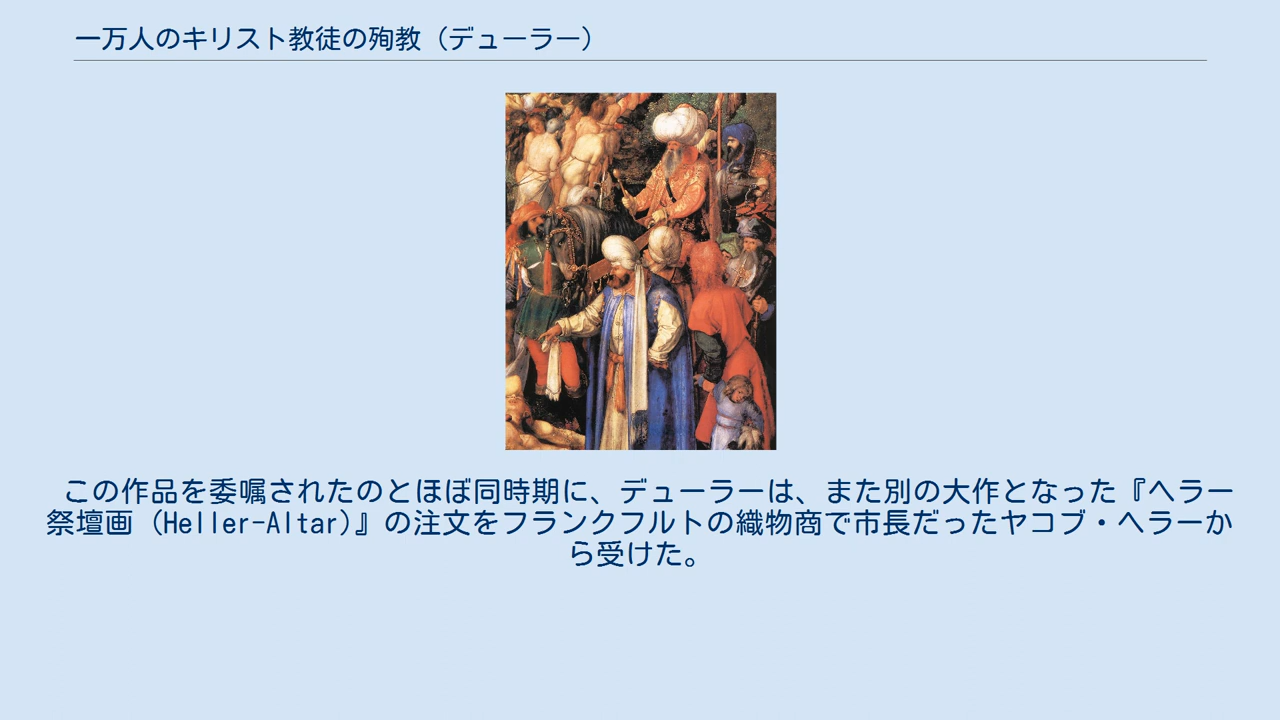 一万人のキリスト教徒の殉教（デューラー）
この作品を委嘱されたのとほぼ同時期に、デューラーは、また別の大作となった『ヘラー
祭壇画（Heller-Altar)』の注文をフランクフルトの織物商で市長だったヤコブ・ヘラーか
ら受けた。